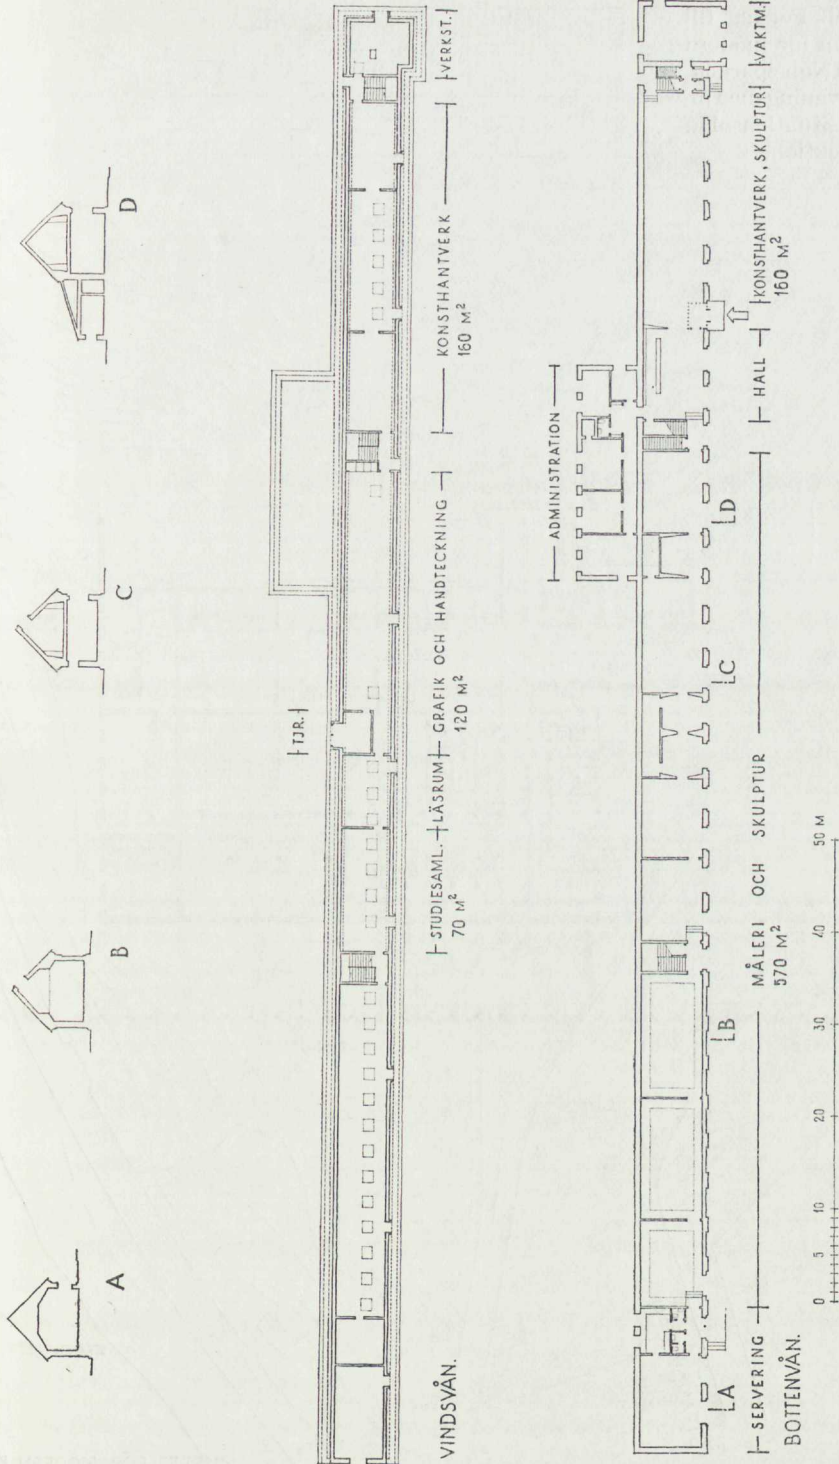 A
B
C
D
TJR.
STUDIESAML.
70 M²
LÄSRUM
GRAFIK OCH HANDTECKNING
120 M²
KONSTHANTVERK
160 M²
VERKST.
VINDSVÅN.
ADMINISTRATION
LA
LB
LC
LD
SERVERING
MÅLERI OCH SKULPTUR
570 M²
HALL
KONSTHANTVERK, SKULPTUR
160 M²
VAKTM.
BOTTENVÅN.
0 5 10 20 30 40 50 M